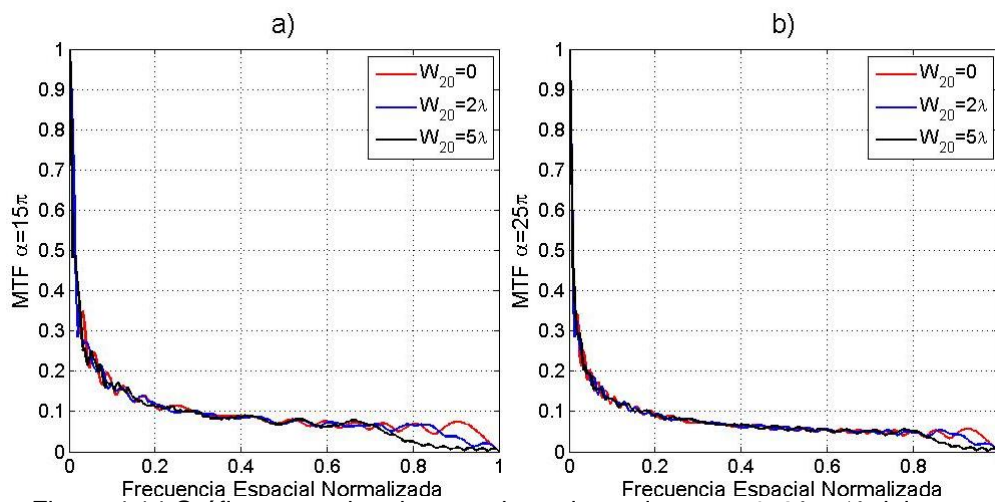 a)
b)
W20=0
W20=2λ
W20=5λ
MTF α=15π
1
0.9
0.8
0.7
0.6
0.5
0.4
0.3
0.2
0.1
0
0 0.2 0.4 0.6 0.8 1
Frecuencia Espacial Normalizada
W20=0
W20=2λ
W20=5λ
MTF α=25π
1
0.9
0.8
0.7
0.6
0.5
0.4
0.3
0.2
0.1
0
0 0.2 0.4 0.6 0.8
Frecuencia Espacial Normalizada